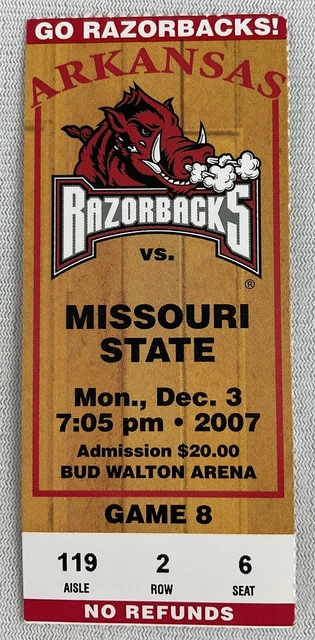 GO RAZORBACKS!
ARKANSAS
RAZORBACKS
®
vs.
MISSOURI
STATE
Mon., Dec. 3
7:05 pm • 2007
Admission $20.00
BUD WALTON ARENA
GAME 8
119 2 6
AISLE ROW SEAT
NO REFUNDS